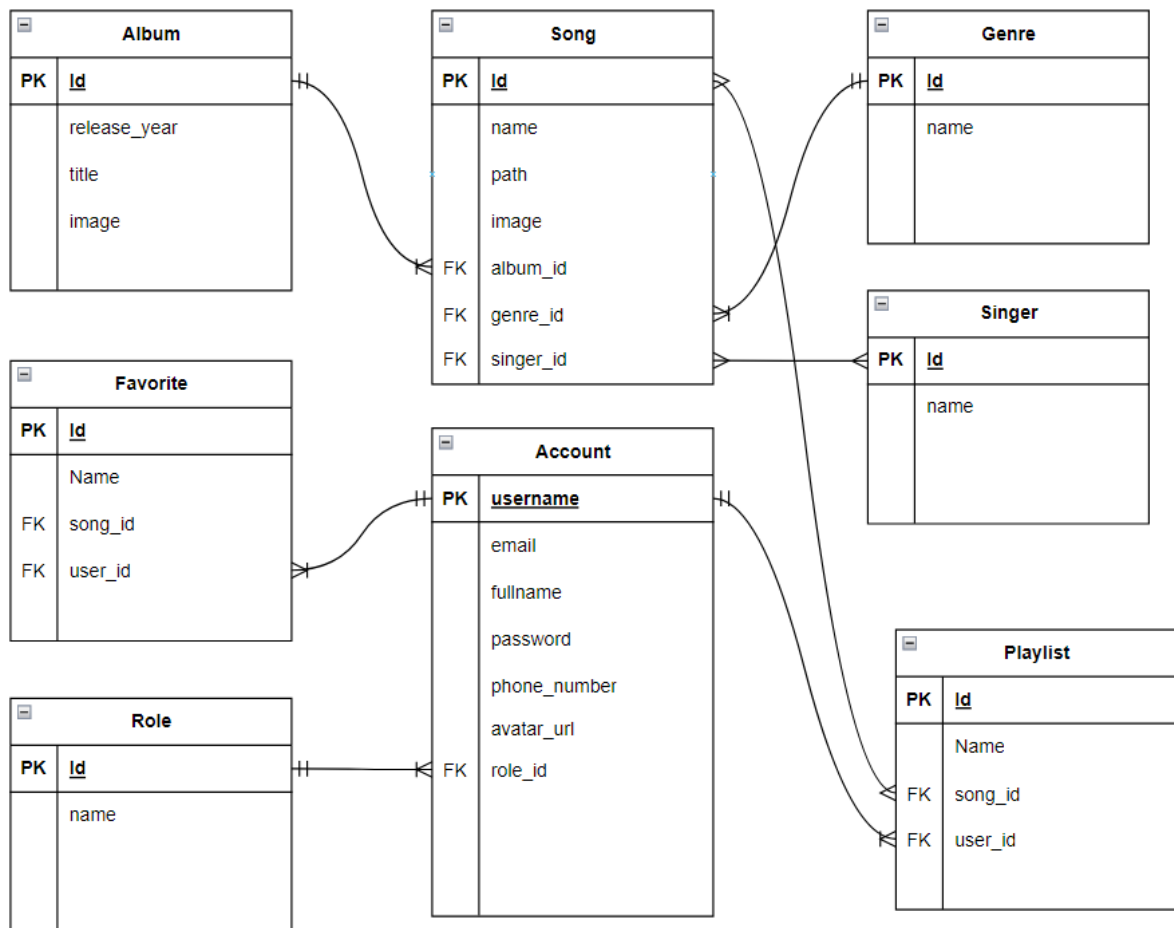 Album
PK Id
release_year
title
image
Song
PK Id
name
path
image
FK album_id
FK genre_id
FK singer_id
Genre
PK Id
name
Singer
PK Id
name
Favorite
PK Id
Name
FK song_id
FK user_id
Account
PK username
email
fullname
password
phone_number
avatar_url
FK role_id
Role
PK Id
name
Playlist
PK Id
Name
FK song_id
FK user_id